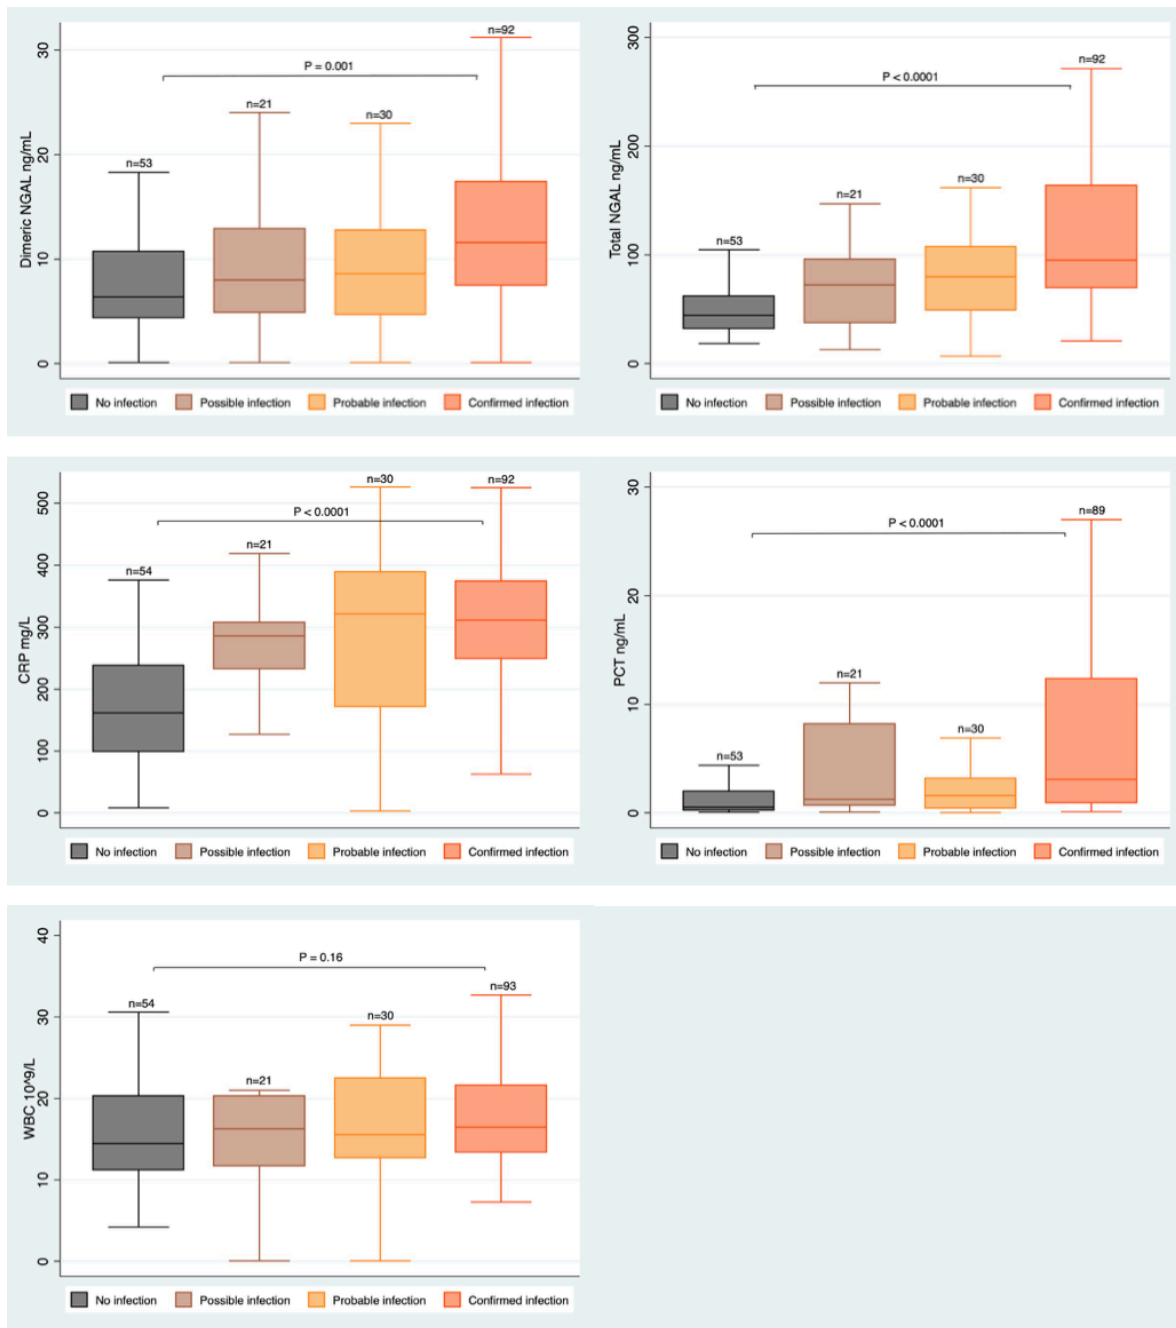 n=92
30
P = 0.001
n=21
n=30
20
n=53
10
0
Dimeric NGAL ng/mL
No infection Possible infection Probable infection Confirmed infection
300
n=92
P < 0.0001
200
n=30
n=21
n=53
100
0
Total NGAL ng/mL
No infection Possible infection Probable infection Confirmed infection
n=30 n=92
500
P < 0.0001
n=21
400
n=54
300
200
100
0
CRP mg/L
No infection Possible infection Probable infection Confirmed infection
30
n=89
P < 0.0001
20
n=21
10
n=30
n=53
0
PCT ng/mL
No infection Possible infection Probable infection Confirmed infection
40
P = 0.16
n=93
n=54
30
n=30
n=21
20
10
0
WBC 10^9/L
No infection Possible infection Probable infection Confirmed infection